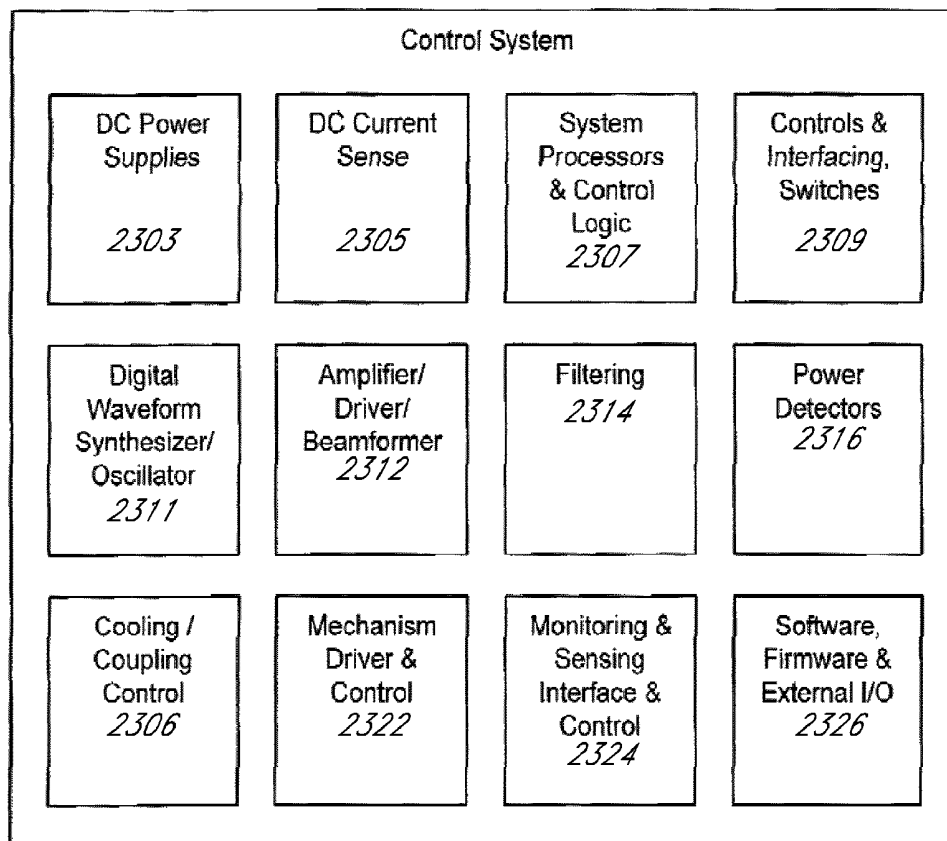 Control System
DC Power
Supplies
2303
DC Current
Sense
2305
System
Processors
& Control
Logic
2307
Controls &
Interfacing,
Switches
2309
Digital
Waveform
Synthesizer/
Oscillator
2311
Amplifier/
Driver/
Beamformer
2312
Filtering
2314
Power
Detectors
2316
Cooling /
Coupling
Control
2306
Mechanism
Driver &
Control
2322
Monitoring &
Sensing
Interface &
Control
2324
Software,
Firmware &
External I/O
2326